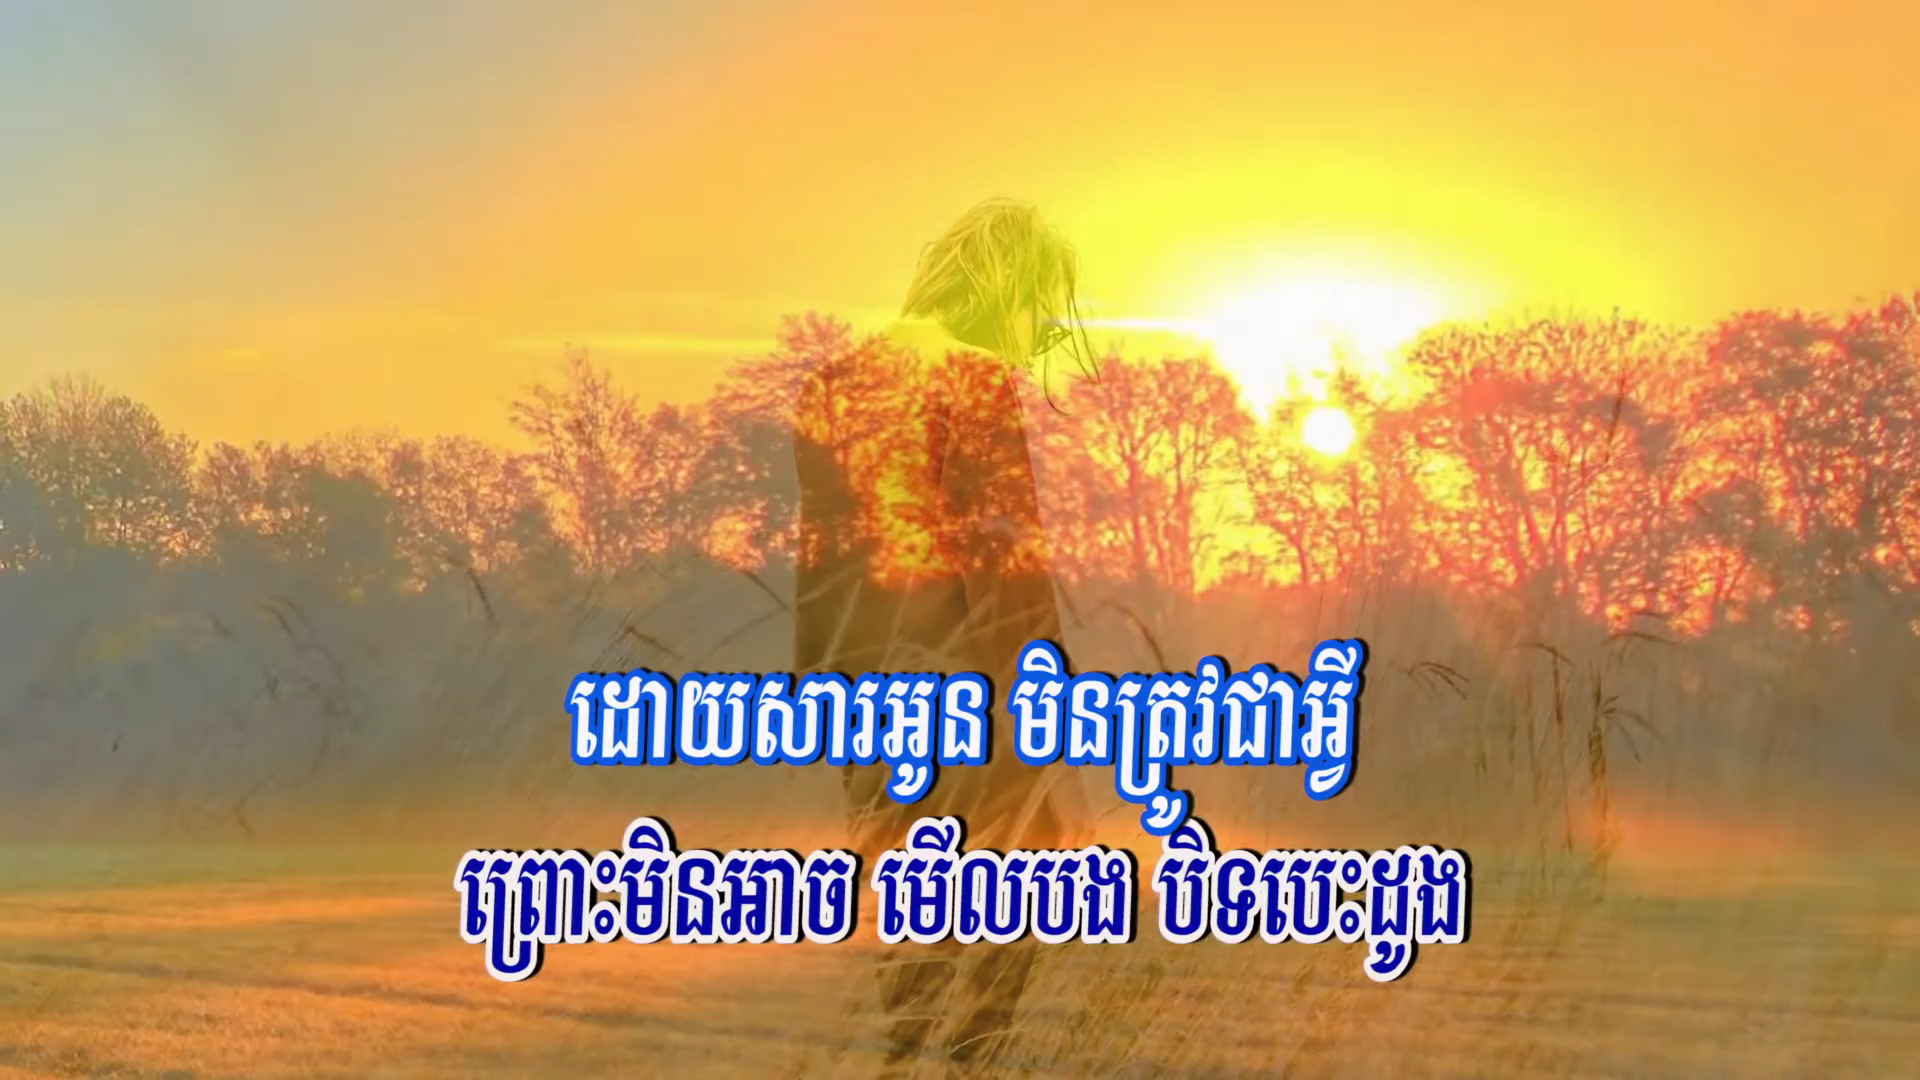 ដោយសារអូន មិនត្រូវជាអ្វី
ព្រោះមិនអាច មើលបង បិទបេះដូង